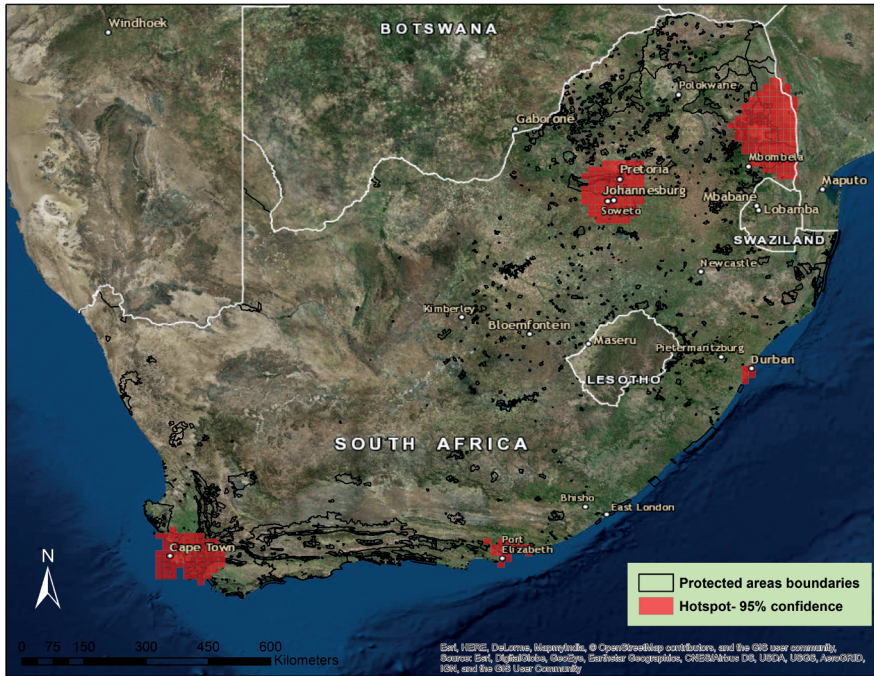 Windhoek
BOTSWANA
Polokwane
Gaborone
Mbombela
Pretoria
Maputo
Johannesburg
Mbabane
Soweto
Lobamba
SWAZILAND
Newcastle
Kimberley
Bloemfontein
Maseru
Pietermaritzburg
Durban
LESOTHO
SOUTH AFRICA
Bhisho
East London
Port
Elizabeth
Cape Town
N
Protected areas boundaries
Hotspot- 95% confidence
0 75 150 300 450 600
Kilometers
Esri, HERE, DeLorme, MapmyIndia, © OpenStreetMap contributors, and the GIS user community,
Source: Esri, DigitalGlobe, GeoEye, Earthstar Geographics, CNES/Airbus DS, USDA, USGS, AeroGRID,
IGN, and the GIS User Community